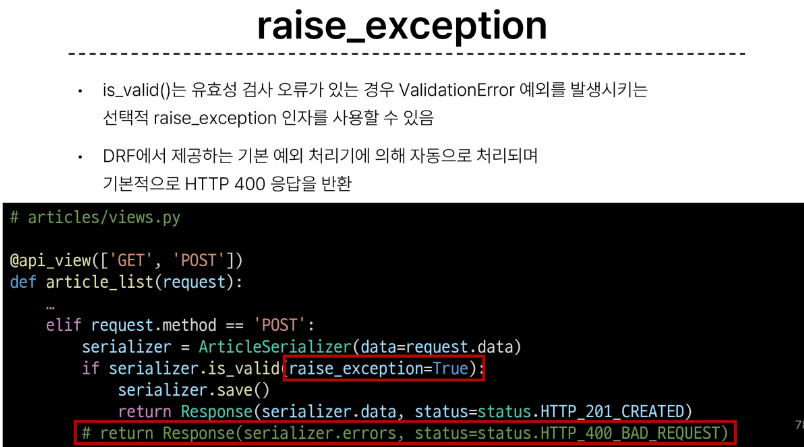 raise_exception
• is_valid()는 유효성 검사 오류가 있는 경우 ValidationError 예외를 발생시키는
선택적 raise_exception 인자를 사용할 수 있음
• DRF에서 제공하는 기본 예외 처리기에 의해 자동으로 처리되며
기본적으로 HTTP 400 응답을 반환
# articles/views.py
@api_view(['GET', 'POST'])
def article_list(request):
…
elif request.method == 'POST':
serializer = ArticleSerializer(data=request.data)
if serializer.is_valid(raise_exception=True):
serializer.save()
return Response(serializer.data, status=status.HTTP_201_CREATED)
# return Response(serializer.errors, status=status.HTTP_400_BAD_REQUEST)